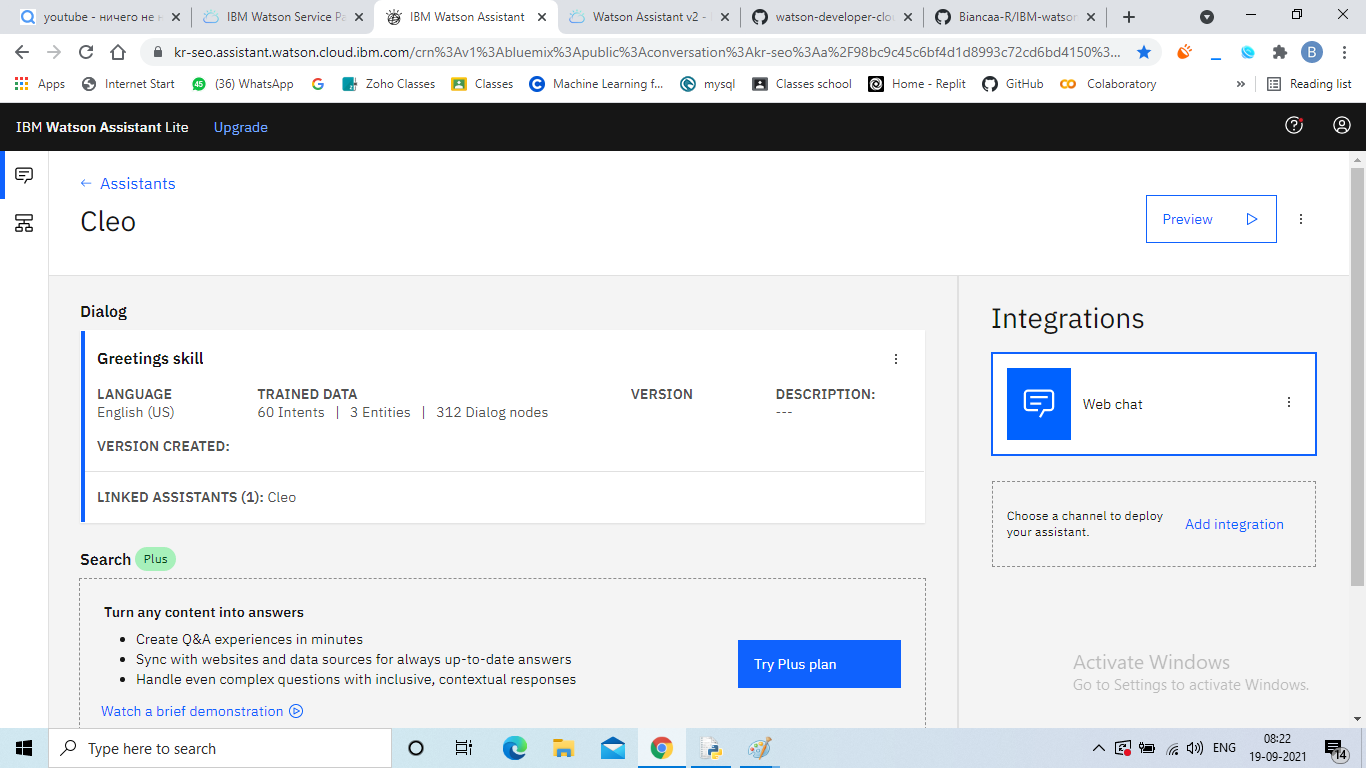 youtube - ничего не н
IBM Watson Service Pa
IBM Watson Assistant
Watson Assistant v2 -
watson-developer-clou
Biancaa-R/IBM-watson
kr-seo.assistant.watson.cloud.ibm.com/crn%3Av1%3Abluemix%3Apublic%3Aconversation%3Akr-seo%3Aa%2F98bc9c45c6bf4d1d8993c72cd6bd4150%3...
B
Apps
Internet Start
45
(36) WhatsApp
Zoho Classes
Classes
Machine Learning f...
mysql
Classes school
Home - Replit
GitHub
Colaboratory
»
Reading list
IBM Watson Assistant Lite
Upgrade
← Assistants
Cleo
Preview
Dialog
Greetings skill
LANGUAGE
English (US)
TRAINED DATA
60 Intents | 3 Entities | 312 Dialog nodes
VERSION
DESCRIPTION:
---
VERSION CREATED:
LINKED ASSISTANTS (1): Cleo
Search Plus
Turn any content into answers
• Create Q&A experiences in minutes
• Sync with websites and data sources for always up-to-date answers
• Handle even complex questions with inclusive, contextual responses
Try Plus plan
Watch a brief demonstration
Integrations
Web chat
Choose a channel to deploy
your assistant.
Add integration
Activate Windows
Go to Settings to activate Windows.
Type here to search
ENG
08:22
19-09-2021
14